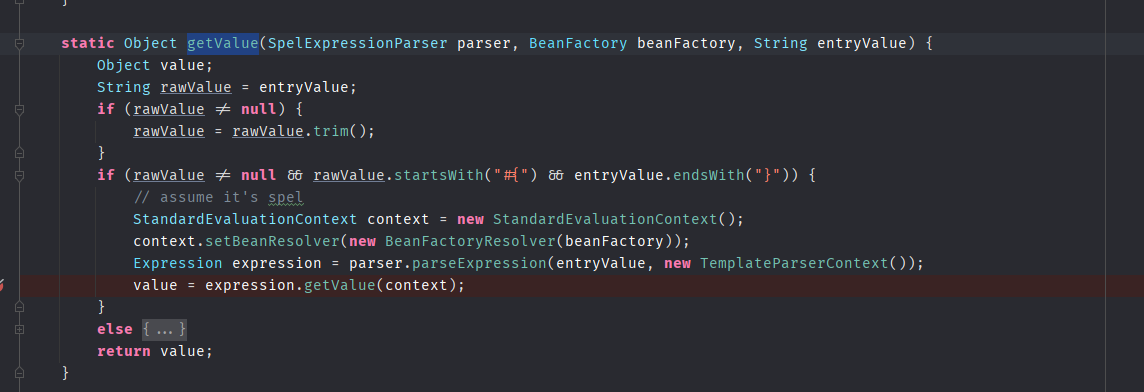 }
static Object getValue(SpelExpressionParser parser, BeanFactory beanFactory, String entryValue) {
Object value;
String rawValue = entryValue;
if (rawValue ≠ null) {
rawValue = rawValue.trim();
}
if (rawValue ≠ null && rawValue.startsWith("#{") && entryValue.endsWith("}")) {
// assume it's spel
StandardEvaluationContext context = new StandardEvaluationContext();
context.setBeanResolver(new BeanFactoryResolver(beanFactory));
Expression expression = parser.parseExpression(entryValue, new TemplateParserContext());
value = expression.getValue(context);
}
else {...}
return value;
}